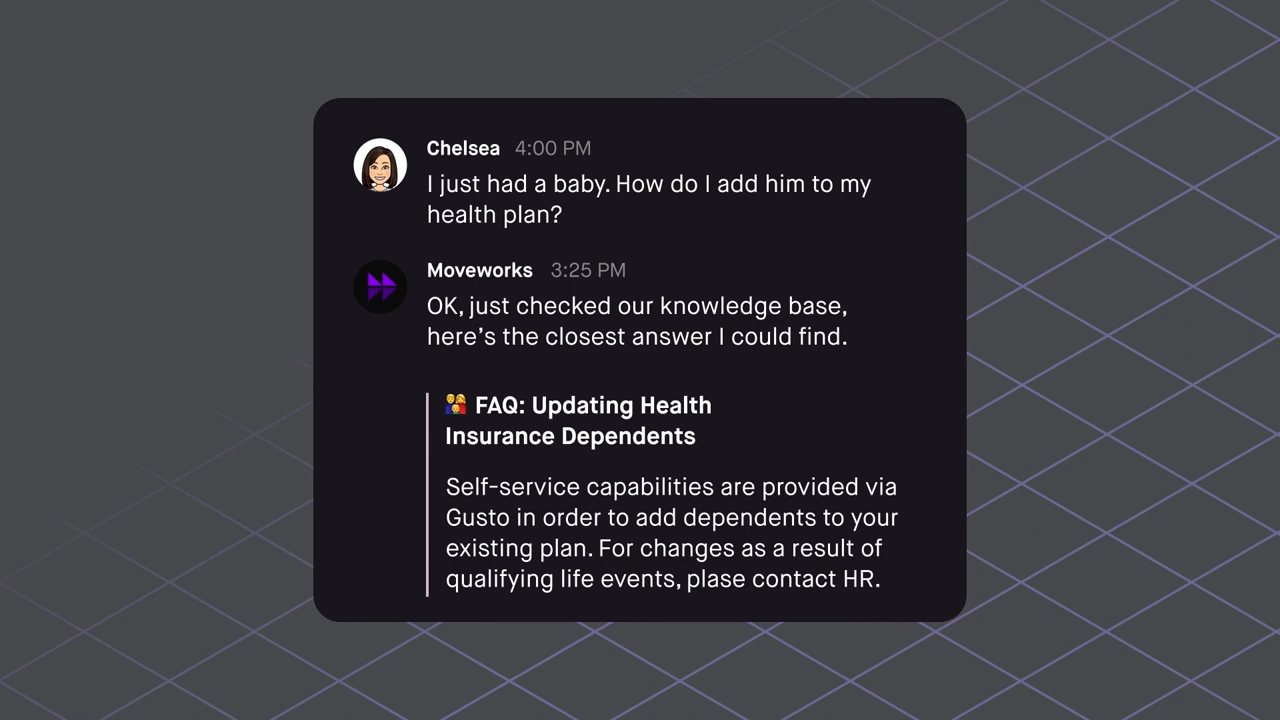 Chelsea 4:00 PM
I just had a baby. How do I add him to my
health plan?
Moveworks 3:25 PM
OK, just checked our knowledge base,
here's the closest answer I could find.
👨‍👩‍👦 FAQ: Updating Health
Insurance Dependents
Self-service capabilities are provided via
Gusto in order to add dependents to your
existing plan. For changes as a result of
qualifying life events, plase contact HR.